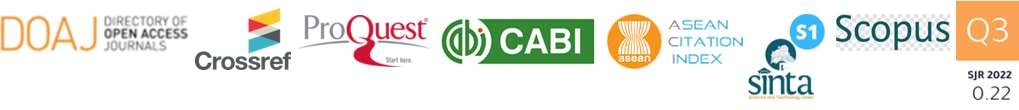 DOAJ
DIRECTORY OF
OPEN ACCESS
JOURNALS
Crossref
ProQuest®
Start here.
CABI
asean
ASEAN
CITATION
INDEX
S1
sinta
Science and Technology Index
Scopus
Q3
SJR 2022
0.22